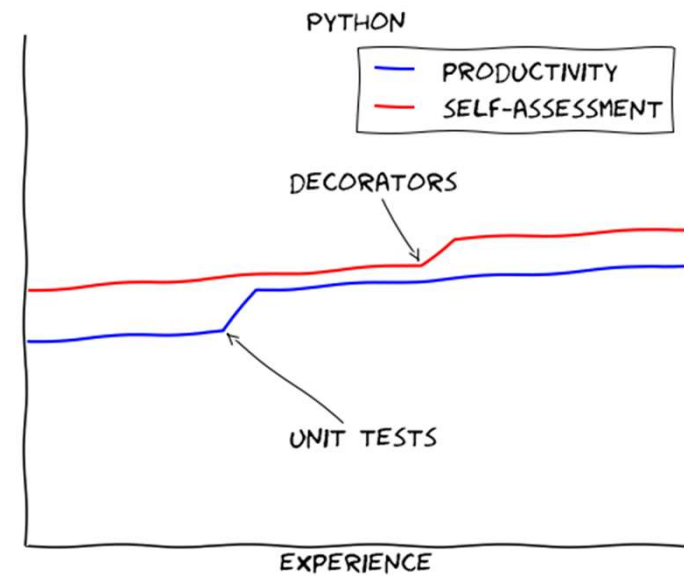 PYTHON
PRODUCTIVITY
SELF-ASSESSMENT
DECORATORS
UNIT TESTS
EXPERIENCE